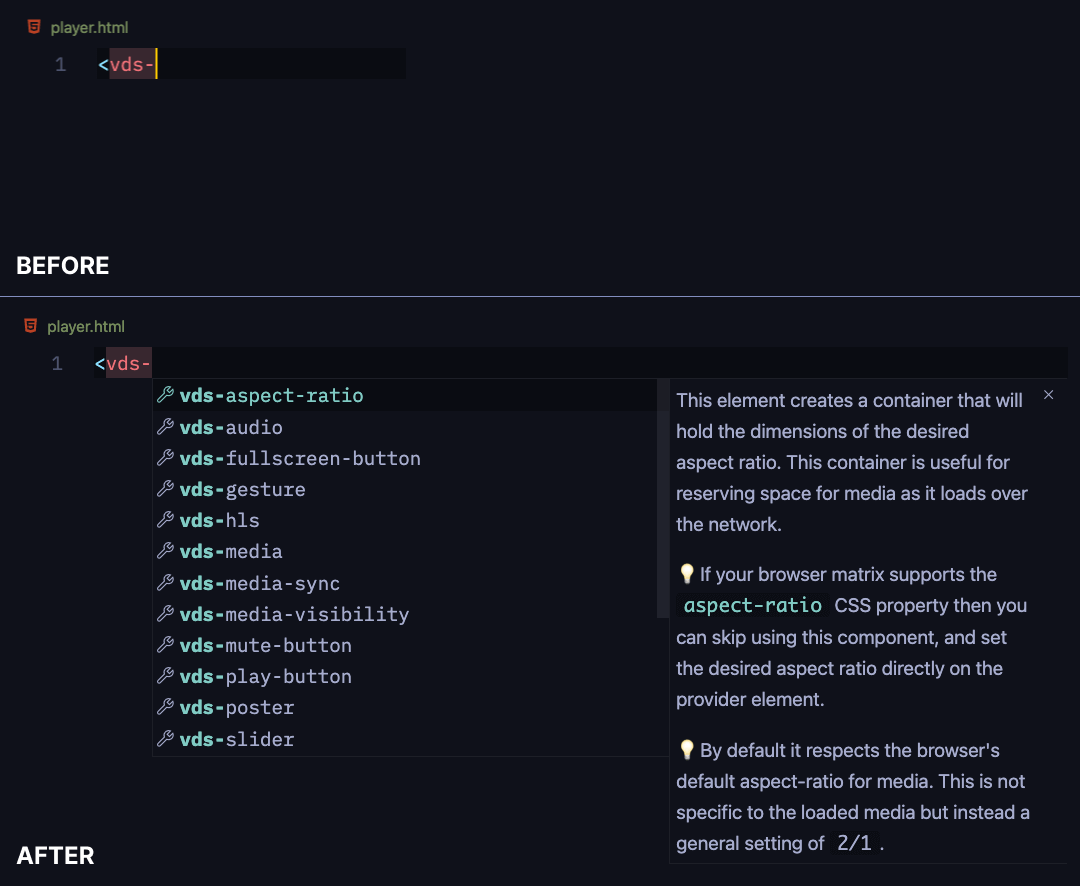 player.html
1 <vds-
BEFORE
player.html
1 <vds-
vds-aspect-ratio
vds-audio
vds-fullscreen-button
vds-gesture
vds-hls
vds-media
vds-media-sync
vds-media-visibility
vds-mute-button
vds-play-button
vds-poster
vds-slider
This element creates a container that will
hold the dimensions of the desired
aspect ratio. This container is useful for
reserving space for media as it loads over
the network.
💡 If your browser matrix supports the
aspect-ratio CSS property then you
can skip using this component, and set
the desired aspect ratio directly on the
provider element.
💡 By default it respects the browser's
default aspect-ratio for media. This is not
specific to the loaded media but instead a
general setting of 2/1 .
AFTER